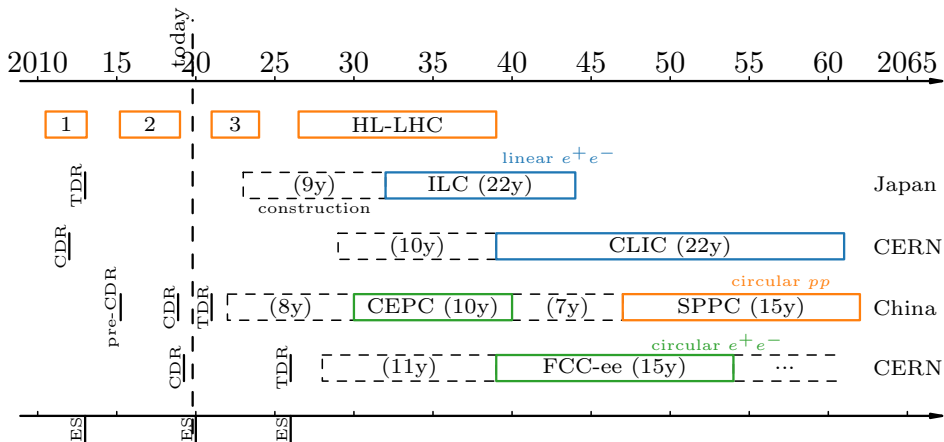 today
2010 15 20 25 30 35 40 45 50 55 60 2065
1 2 3 HL-LHC
linear e⁺e⁻
TDR (9y) ILC (22y) Japan
construction
CDR (10y) CLIC (22y) CERN
circular pp
pre-CDR CDR TDR (8y) CEPC (10y) (7y) SPPC (15y) China
circular e⁺e⁻
CDR TDR (11y) FCC-ee (15y) ... CERN
ES ES ES